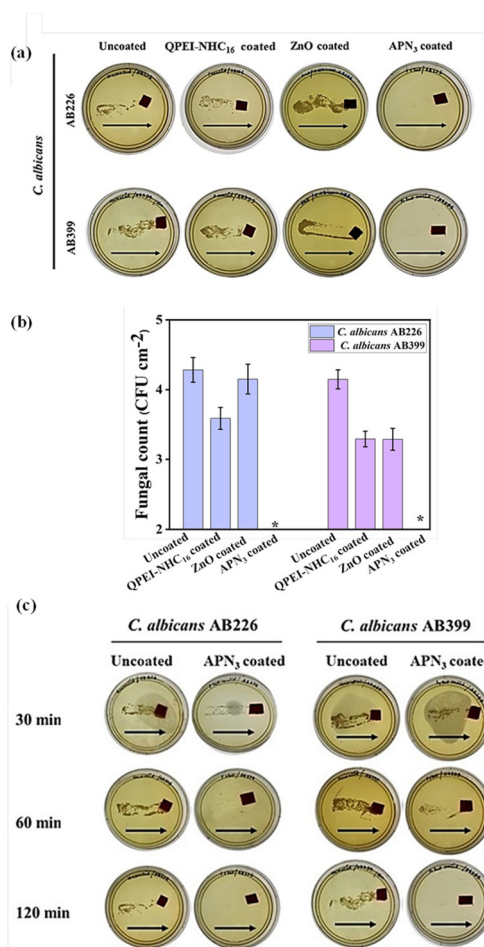 (a)
Uncoated QPEI-NHC₁₆ coated ZnO coated APN₃ coated
C. albicans
AB226
AB399
(b)
Fungal count (CFU cm⁻²)
5
4
3
2
C. albicans AB226
C. albicans AB399
*
*
Uncoated
QPEI-NHC₁₆ coated
ZnO coated
APN₃ coated
Uncoated
QPEI-NHC₁₆ coated
ZnO coated
APN₃ coated
(c)
C. albicans AB226 C. albicans AB399
Uncoated APN₃ coated Uncoated APN₃ coated
30 min
60 min
120 min